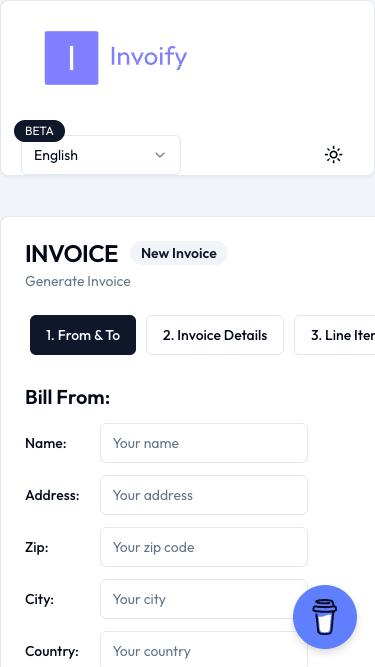 I Invoify
BETA
English
INVOICE New Invoice
Generate Invoice
1. From & To 2. Invoice Details 3. Line Iter
Bill From:
Name: Your name
Address: Your address
Zip: Your zip code
City: Your city
Country: Your country